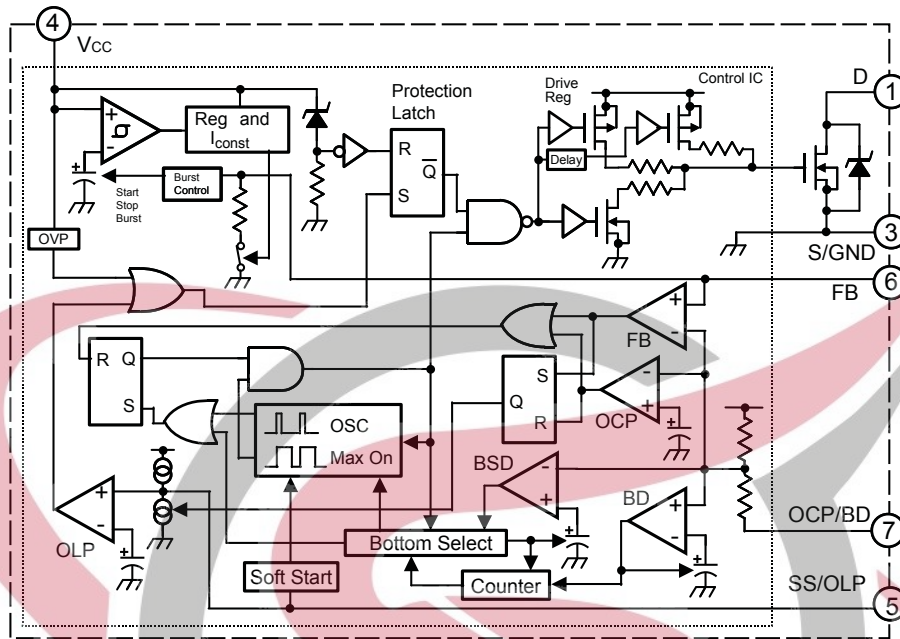 4
VCC
D
1
Control IC
Drive
Reg
Protection
Latch
+
-
Reg and
Iconst
R
Q
S
Delay
Burst
Control
Start
Stop
Burst
+
OVP
3
S/GND
6
FB
+
-
FB
R Q
S
S
Q
R
-
+
OCP
+
OSC
Max On
BSD
-
+
+
BD
+
-
+
OCP/BD
7
+
-
OLP
+
Bottom Select
Soft Start
Counter
SS/OLP
5